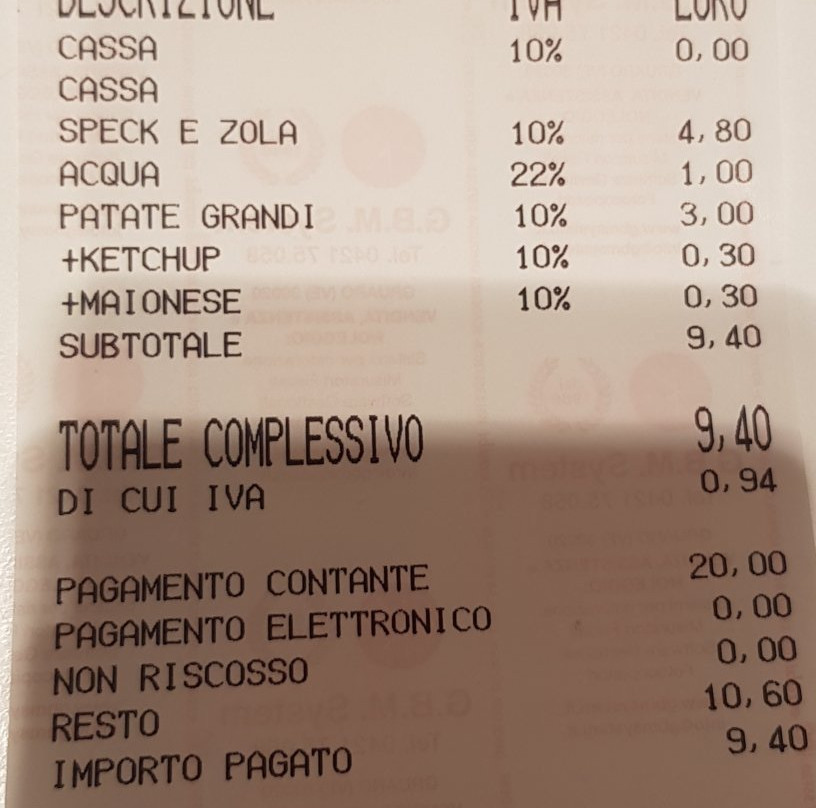 DESCRIZIONE IVA EURO
CASSA 10% 0,00
CASSA
SPECK E ZOLA 10% 4,80
ACQUA 22% 1,00
PATATE GRANDI 10% 3,00
+KETCHUP 10% 0,30
+MAIONESE 10% 0,30
SUBTOTALE 9,40
TOTALE COMPLESSIVO 9,40
DI CUI IVA 0,94
PAGAMENTO CONTANTE 20,00
PAGAMENTO ELETTRONICO 0,00
NON RISCOSSO 0,00
RESTO 10,60
IMPORTO PAGATO 9,40